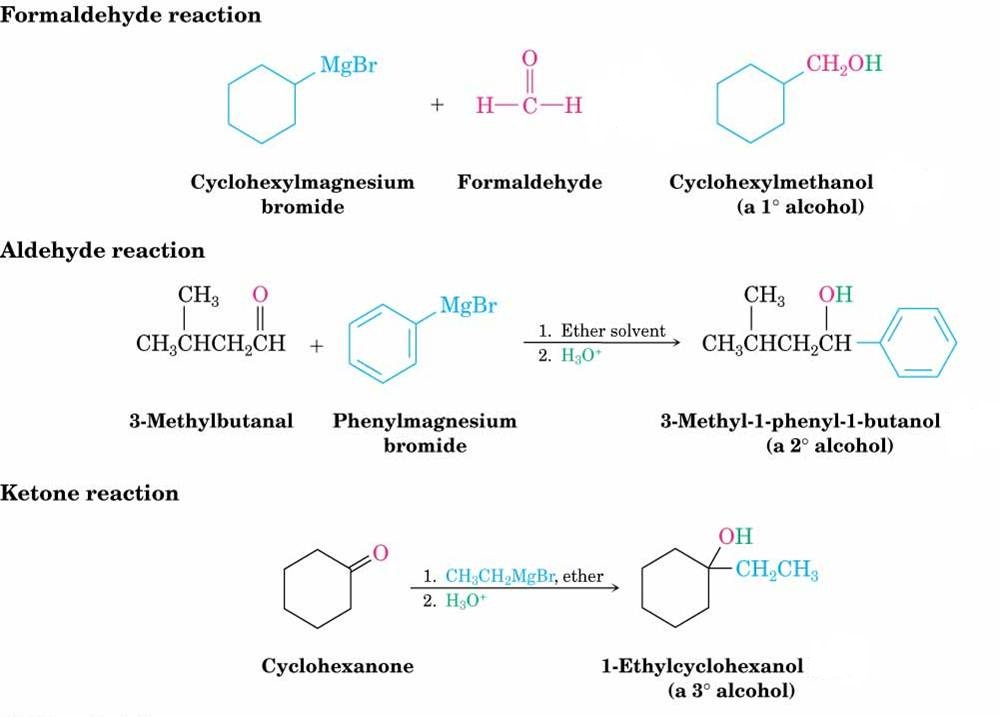 Formaldehyde reaction
MgBr
O
CH₂OH
+
H—C—H
Cyclohexylmagnesium bromide
Formaldehyde
Cyclohexylmethanol
(a 1° alcohol)
Aldehyde reaction
CH₃ O
CH₃CHCH₂CH
+
MgBr
1. Ether solvent
2. H₃O⁺
CH₃ OH
CH₃CHCH₂CH
3-Methylbutanal
Phenylmagnesium
bromide
3-Methyl-1-phenyl-1-butanol
(a 2° alcohol)
Ketone reaction
O
1. CH₃CH₂MgBr, ether
2. H₃O⁺
OH
CH₂CH₃
Cyclohexanone
1-Ethylcyclohexanol
(a 3° alcohol)